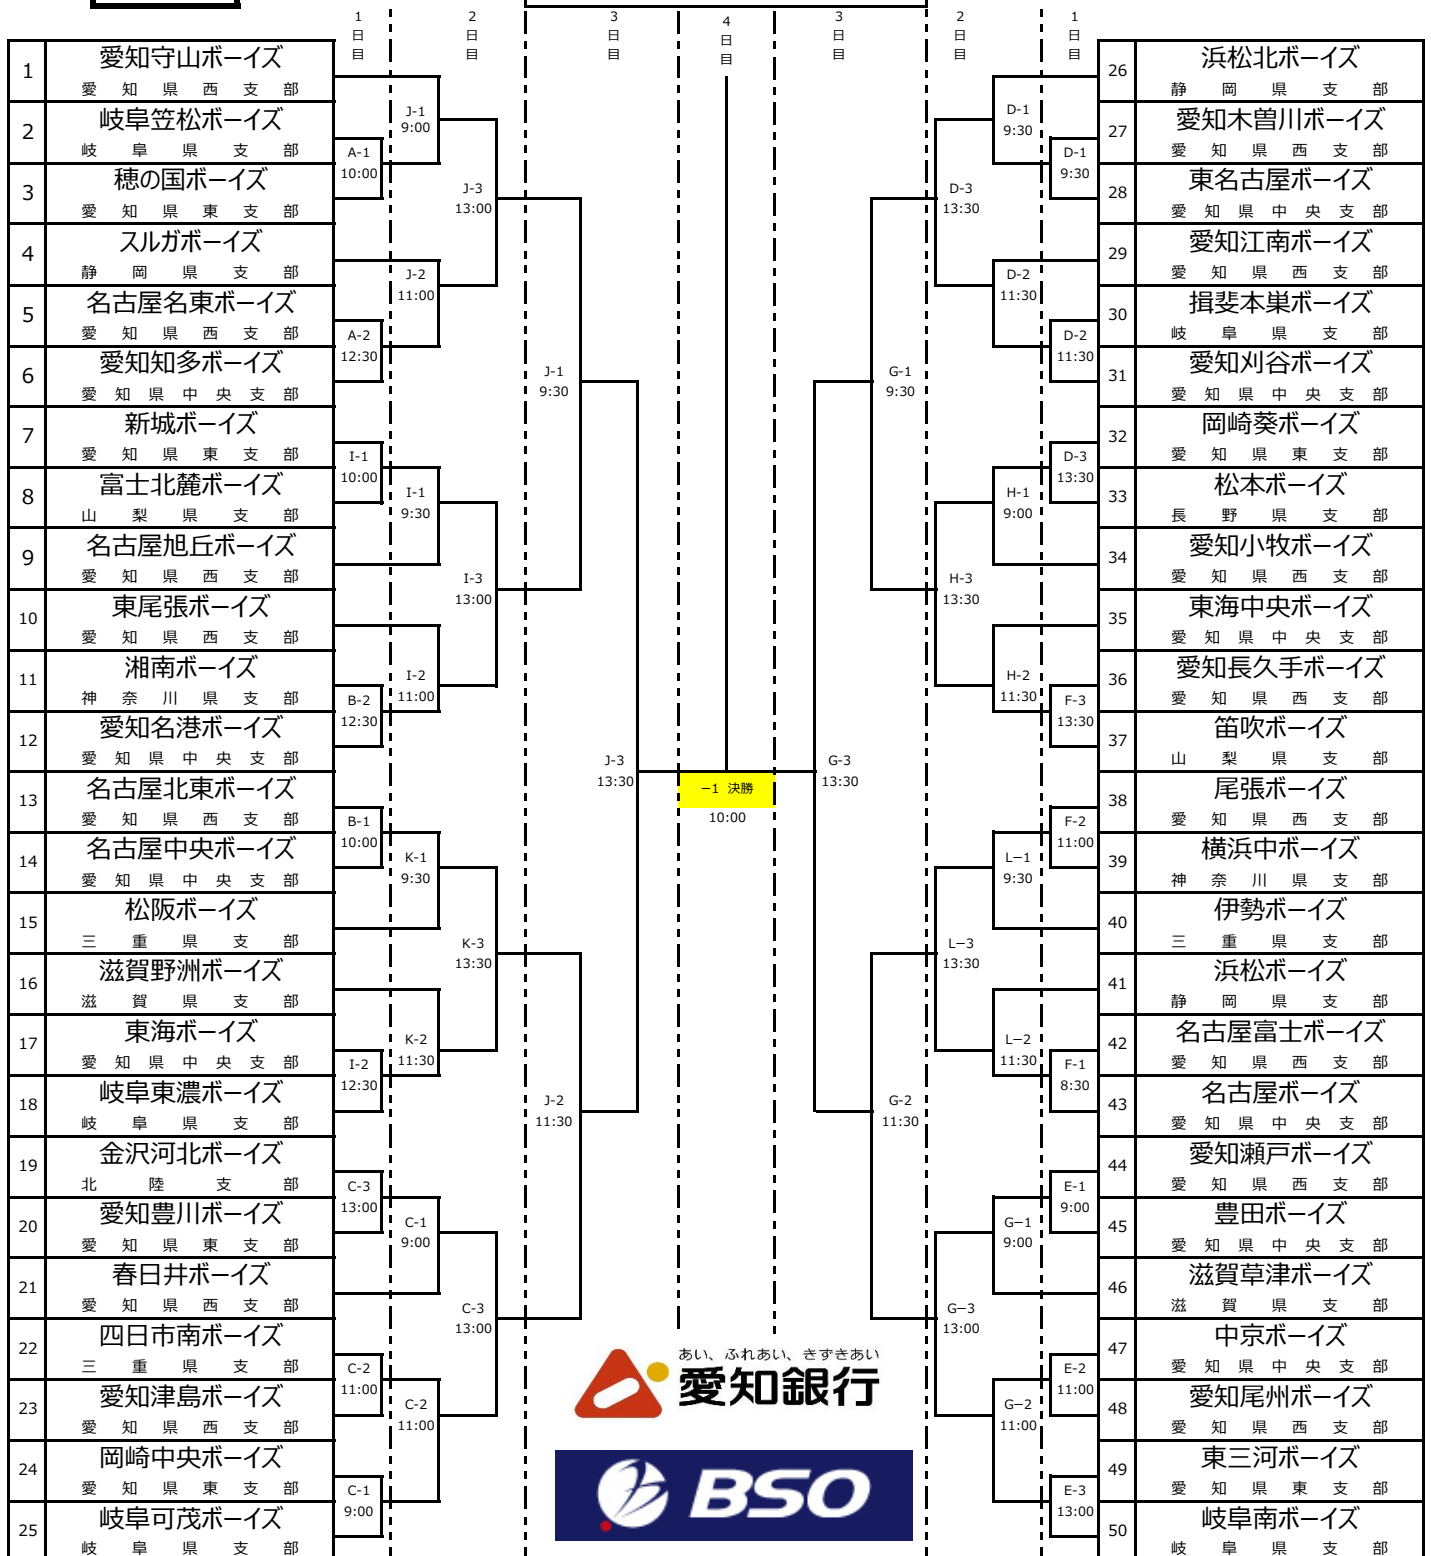 1日目
2日目
3日目
4日目
3日目
2日目
1日目
1 愛知守山ボーイズ
愛知県西支部
2 岐阜笠松ボーイズ
岐阜県支部
3 穂の国ボーイズ
愛知県東支部
4 スルガボーイズ
静岡県支部
5 名古屋名東ボーイズ
愛知県西支部
6 愛知知多ボーイズ
愛知県中央支部
7 新城ボーイズ
愛知県東支部
8 富士北麓ボーイズ
山梨県支部
9 名古屋旭丘ボーイズ
愛知県西支部
10 東尾張ボーイズ
愛知県西支部
11 湘南ボーイズ
神奈川県支部
12 愛知名港ボーイズ
愛知県中央支部
13 名古屋北東ボーイズ
愛知県西支部
14 名古屋中央ボーイズ
愛知県中央支部
15 松阪ボーイズ
三重県支部
16 滋賀野洲ボーイズ
滋賀県支部
17 東海ボーイズ
愛知県中央支部
18 岐阜東濃ボーイズ
岐阜県支部
19 金沢河北ボーイズ
北陸支部
20 愛知豊川ボーイズ
愛知県東支部
21 春日井ボーイズ
愛知県西支部
22 四日市南ボーイズ
三重県支部
23 愛知津島ボーイズ
愛知県西支部
24 岡崎中央ボーイズ
愛知県東支部
25 岐阜可茂ボーイズ
岐阜県支部
A-1
10:00
A-2
12:30
I-1
10:00
B-2
12:30
B-1
10:00
I-2
12:30
C-3
13:00
C-2
11:00
C-1
9:00
J-1
9:00
J-2
11:00
I-1
9:30
I-2
11:00
K-1
9:30
K-2
11:30
C-1
9:00
C-2
11:00
J-3
13:00
I-3
13:00
K-3
13:30
C-3
13:00
J-1
9:30
J-2
11:30
J-3
13:30
－1 決勝
10:00
G-3
13:30
G-1
9:30
G-2
11:30
D-3
13:30
H-3
13:30
L－3
13:30
G－3
13:00
D-1
9:30
D-2
11:30
H-1
9:00
H-2
11:30
L－1
9:30
L－2
11:30
G－1
9:00
G－2
11:00
D-1
9:30
D-2
11:30
D-3
13:30
F-3
13:30
F-2
11:00
F-1
8:30
E-1
9:00
E-2
11:00
E-3
13:00
26 浜松北ボーイズ
静岡県支部
27 愛知木曽川ボーイズ
愛知県西支部
28 東名古屋ボーイズ
愛知県中央支部
29 愛知江南ボーイズ
愛知県西支部
30 揖斐本巣ボーイズ
岐阜県支部
31 愛知刈谷ボーイズ
愛知県中央支部
32 岡崎葵ボーイズ
愛知県東支部
33 松本ボーイズ
長野県支部
34 愛知小牧ボーイズ
愛知県西支部
35 東海中央ボーイズ
愛知県中央支部
36 愛知長久手ボーイズ
愛知県西支部
37 笛吹ボーイズ
山梨県支部
38 尾張ボーイズ
愛知県西支部
39 横浜中ボーイズ
神奈川県支部
40 伊勢ボーイズ
三重県支部
41 浜松ボーイズ
静岡県支部
42 名古屋富士ボーイズ
愛知県西支部
43 名古屋ボーイズ
愛知県中央支部
44 愛知瀬戸ボーイズ
愛知県西支部
45 豊田ボーイズ
愛知県中央支部
46 滋賀草津ボーイズ
滋賀県支部
47 中京ボーイズ
愛知県中央支部
48 愛知尾州ボーイズ
愛知県西支部
49 東三河ボーイズ
愛知県東支部
50 岐阜南ボーイズ
岐阜県支部
あい、ふれあい、きずきあい
愛知銀行
BSO